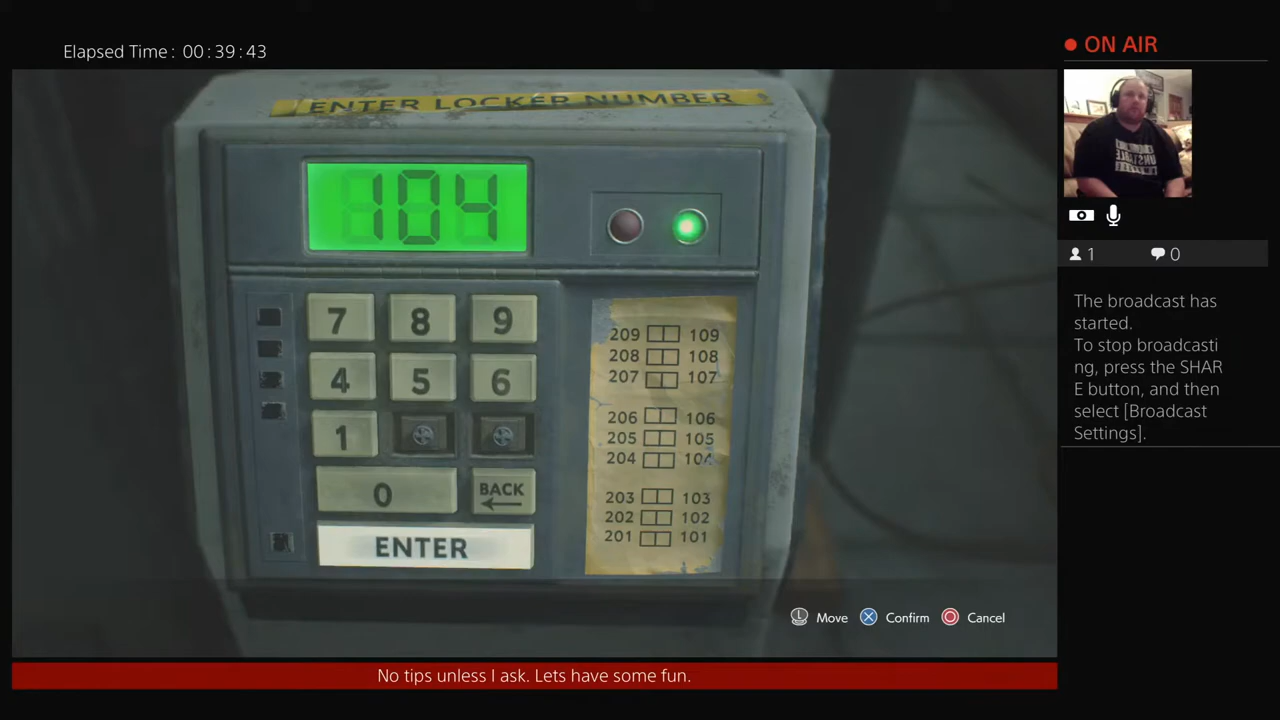 Elapsed Time: 00:39:43
ON AIR
ENTER LOCKER NUMBER
104
7 8 9
4 5 6
1
0 BACK
ENTER
209 109
208 108
207 107
206 106
205 105
204 104
203 103
202 102
201 101
UNSTABLE
1
0
The broadcast has
started.
To stop broadcasti
ng, press the SHAR
E button, and then
select [Broadcast
Settings].
L Move Confirm Cancel
No tips unless I ask. Lets have some fun.